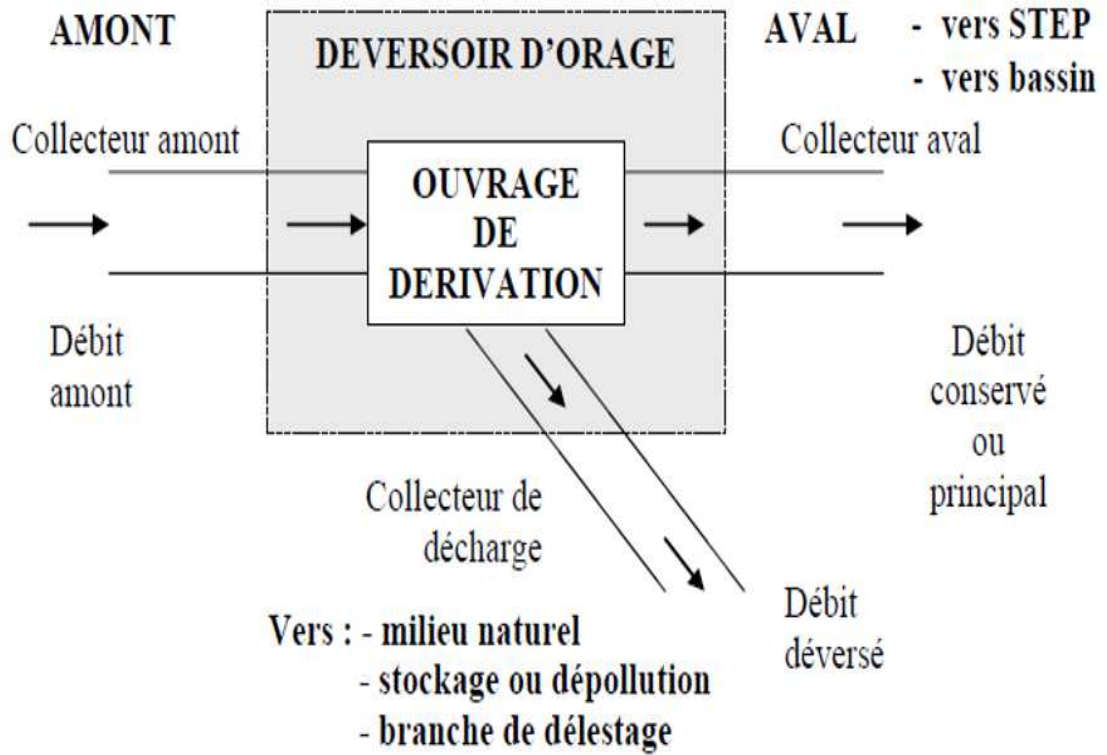 AMONT
DEVERSOIR D'ORAGE
AVAL - vers STEP
- vers bassin
Collecteur amont
Collecteur aval
OUVRAGE
DE
DERIVATION
Débit
amont
Débit
conservé
ou
principal
Collecteur de
décharge
Débit
déversé
Vers : - milieu naturel
- stockage ou dépollution
- branche de délestage